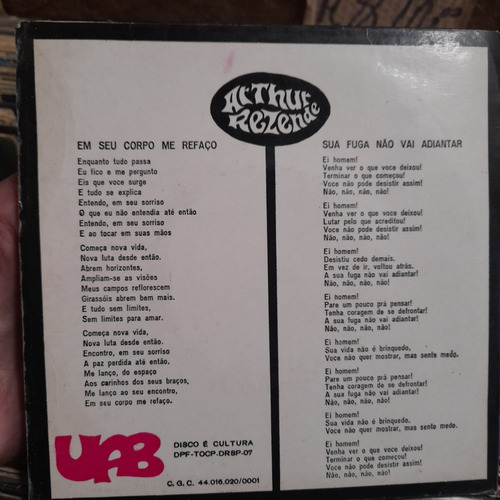 R$ 10,
ArThur
Rezende
EM SEU CORPO ME REFAÇO
Enquanto tudo passa
Eu fico e me pergunto
Eis que voce surge
E tudo se explica
Entendo, em seu sorriso
O que eu não entendia até então
Entendo, em seu sorriso
E ao tocar em suas mãos
Começa nova vida,
Nova luta desde então.
Abrem horizontes,
Ampliam-se as visões
Meus campos reflorescem
Girassóis abrem bem mais.
E tudo sem limites,
Sem limites para amar.
Começa nova vida,
Nova luta desde então.
Encontro, em seu sorriso
A paz perdida até então.
Me lanço, do espaço
Aos carinhos dos seus braços,
Me lanço ao seu encontro,
Em seu corpo me refaço.
SUA FUGA NÃO VAI ADIANTAR
Ei homem!
Venha ver o que voce deixou!
Terminar o que começou!
Voce não pode desistir assim!
Não, não, não, não!
Ei homem!
Venha ver o que voce deixou!
Lutar pelo que acreditou!
Voce não pode desistir assim!
Não, não, não, não!
Ei homem!
Desistiu cedo demais.
Em vez de ir, voltou atrás.
A sua fuga não vai adiantar!
Não, não, não, não!
Ei homem!
Pare um pouco prá pensar!
Tenha coragem de se defrontar!
A sua fuga não vai adiantar!
Não, não, não, não!
Ei homem!
Sua vida não é brinquedo,
Voce não quer mostrar, mas sente medo.
Ei homem!
Pare um pouco prá pensar!
Tenha coragem de se defrontar!
A sua fuga não vai adiantar!
Não, não, não, não!
Ei homem!
Sua vida não é brinquedo.
Voce não quer mostrar, mas sente medo.
Ei homem!
Venha ver o que voce deixou!
Terminar o que começou!
Voce não pode desistir assim!
Não, não, não, não!
UAB
DISCO É CULTURA
DPF-TOCP-DRSP-07
C. G. C. 44.016.020/0001